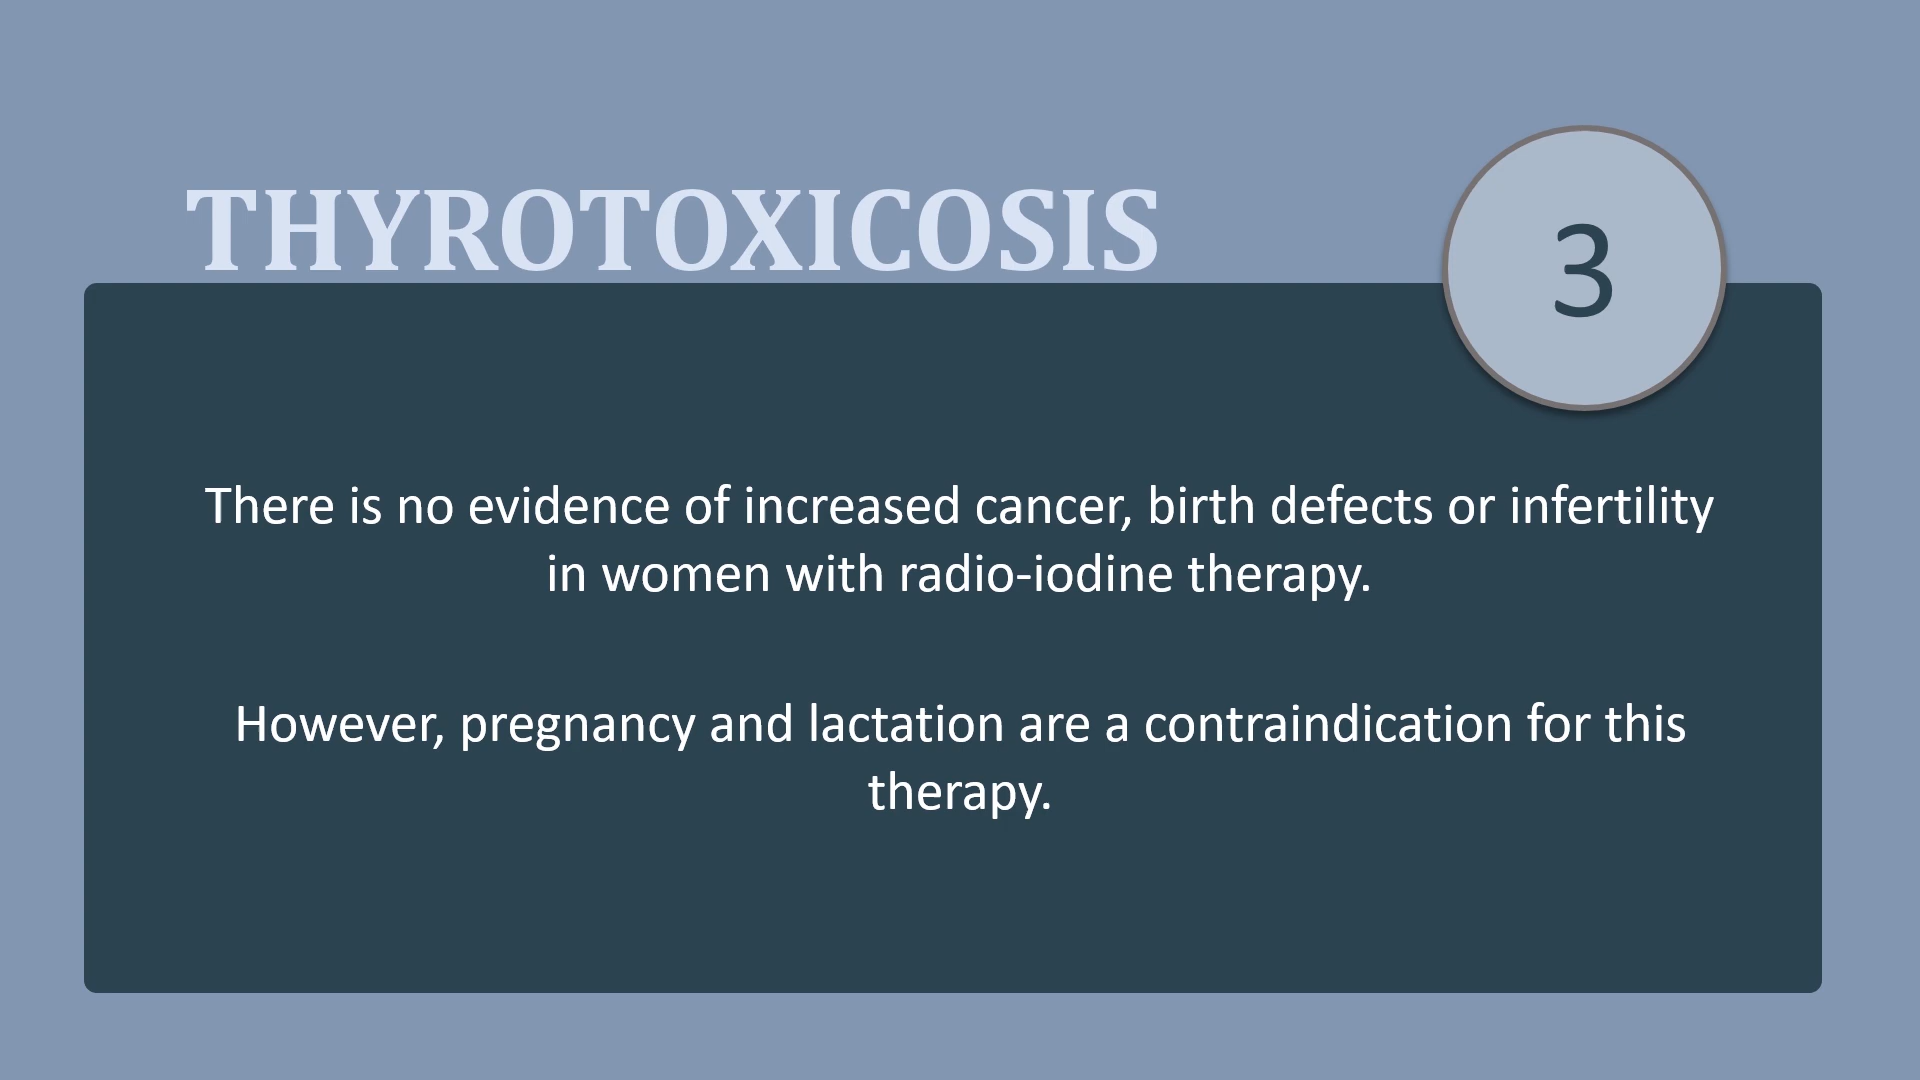 THYROTOXICOSIS
3
There is no evidence of increased cancer, birth defects or infertility
in women with radio-iodine therapy.
However, pregnancy and lactation are a contraindication for this
therapy.